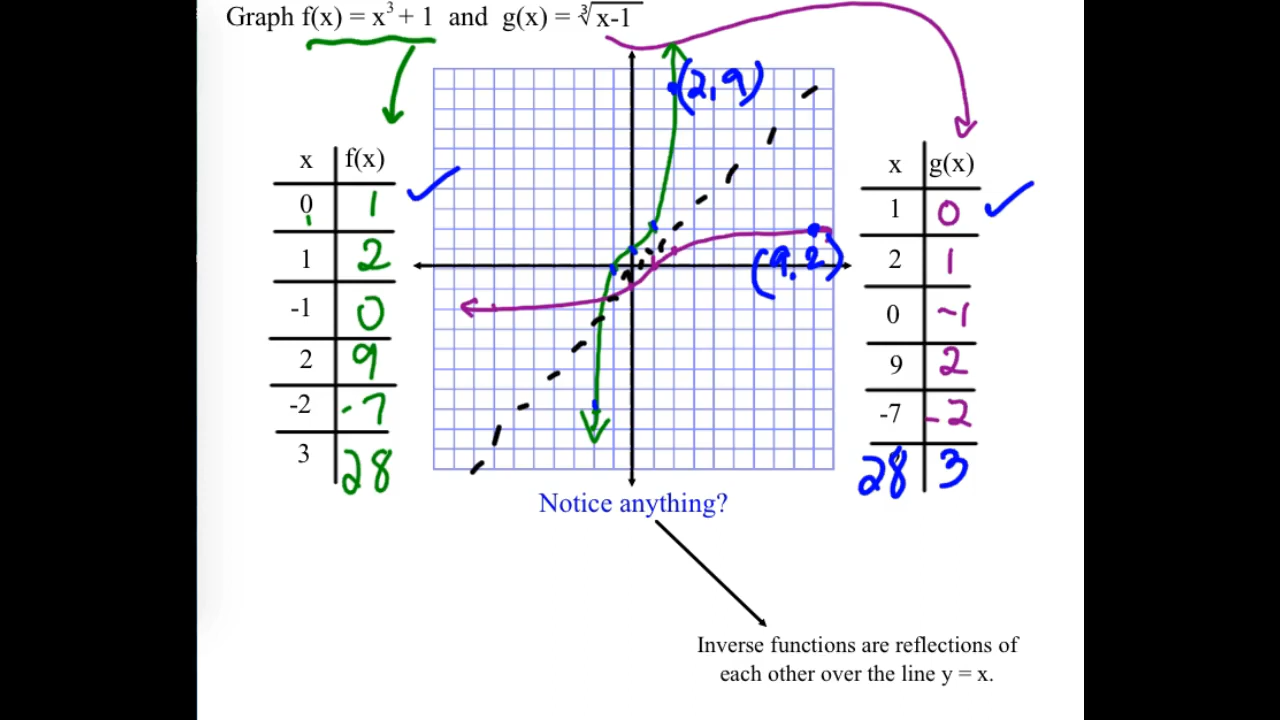 Graph f(x) = x³ + 1 and g(x) = ∛x-1
(2,9)
x f(x)
0 1
1 2
-1 0
2 9
-2 -7
3 28
(9,2)
x g(x)
1 0
2 1
0 -1
9 2
-7 -2
28 3
Notice anything?
Inverse functions are reflections of
each other over the line y = x.